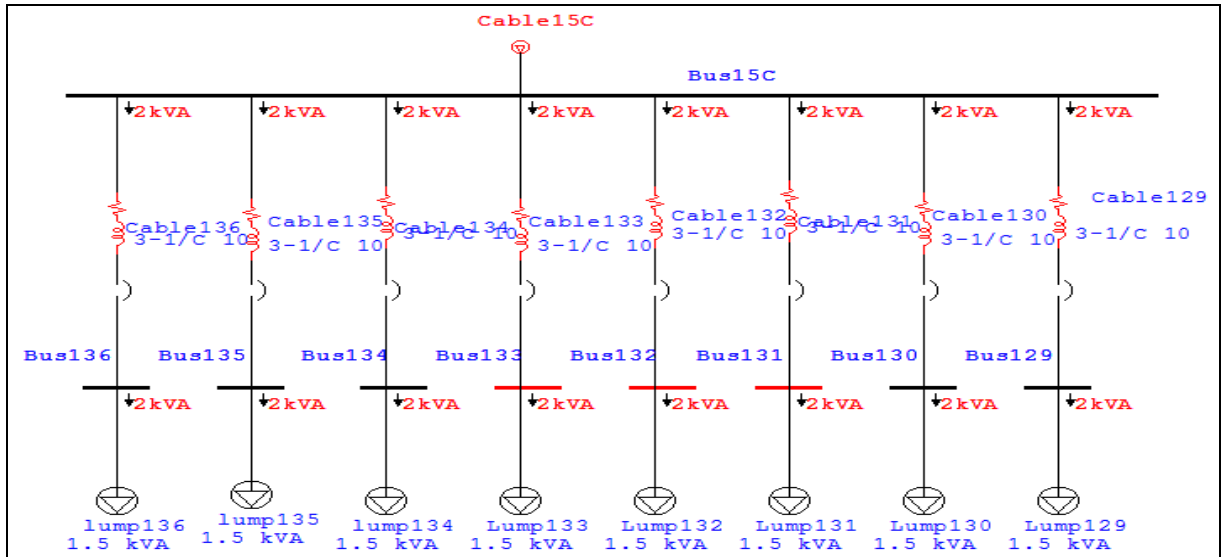 Cable15C
Bus15C
2kVA 2kVA 2kVA 2kVA 2kVA 2kVA 2kVA 2kVA
Cable136 Cable135 Cable134 Cable133 Cable132 Cable131 Cable130 Cable129
3-1/C 10 3-1/C 10 3-1/C 10 3-1/C 10 3-1/C 10 3-1/C 10 3-1/C 10 3-1/C 10
Bus136 Bus135 Bus134 Bus133 Bus132 Bus131 Bus130 Bus129
2kVA 2kVA 2kVA 2kVA 2kVA 2kVA 2kVA 2kVA
lump136 lump135 lump134 Lump133 Lump132 Lump131 Lump130 Lump129
1.5 kVA 1.5 kVA 1.5 kVA 1.5 kVA 1.5 kVA 1.5 kVA 1.5 kVA 1.5 kVA